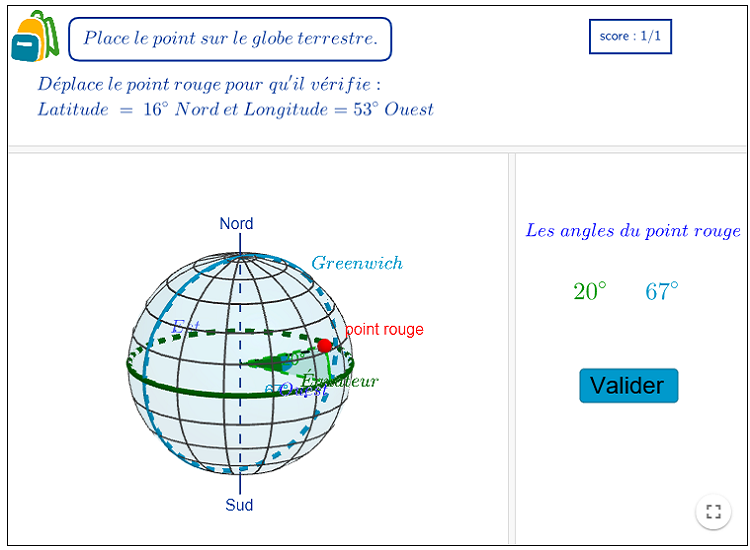 Place le point sur le globe terrestre.
score : 1/1
Déplace le point rouge pour qu'il vérifie :
Latitude = 16° Nord et Longitude = 53° Ouest
Nord
Greenwich
Les angles du point rouge
20° 67°
Est
point rouge
Équateur
Ouest
Valider
Sud